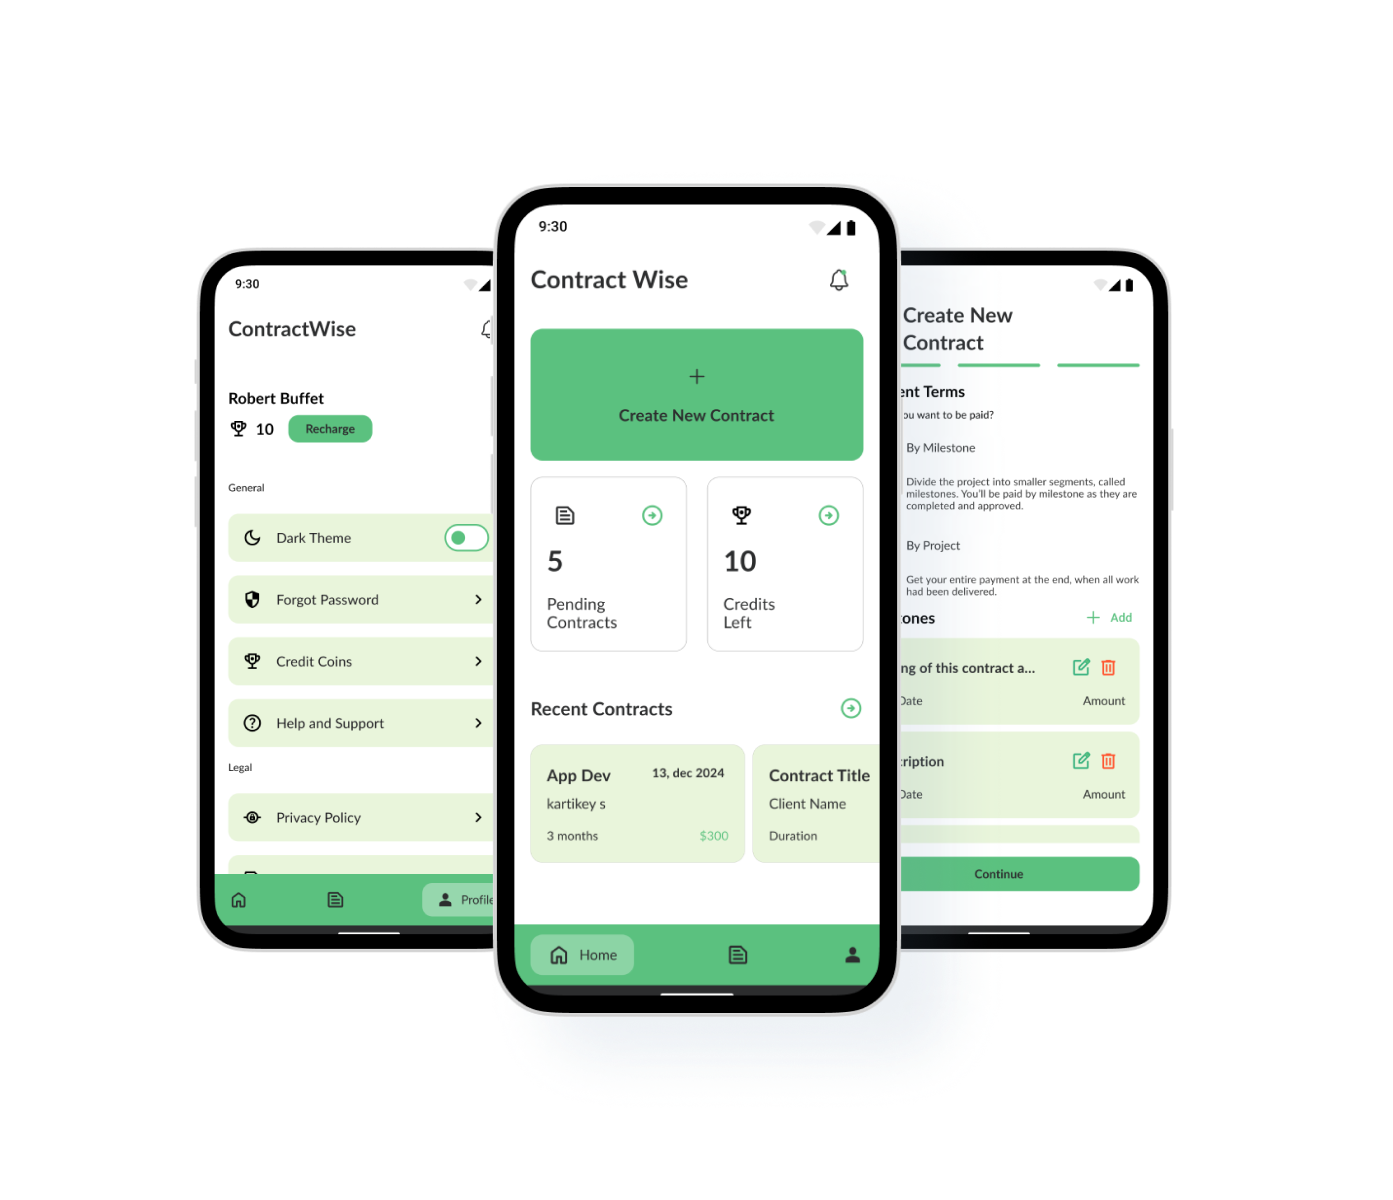 9:30
ContractWise
Robert Buffet
10
Recharge
General
Dark Theme
Forgot Password
Credit Coins
Help and Support
Legal
Privacy Policy
Profile
9:30
Contract Wise
Create New Contract
5
Pending
Contracts
10
Credits
Left
Recent Contracts
App Dev
13, dec 2024
kartikey s
3 months
$300
Contract Title
Client Name
Duration
Home
Create New
Contract
ent Terms
ou want to be paid?
By Milestone
Divide the project into smaller segments, called
milestones. You'll be paid by milestone as they are
completed and approved.
By Project
Get your entire payment at the end, when all work
had been delivered.
ones
Add
ng of this contract a...
Date
Amount
cription
Date
Amount
Continue